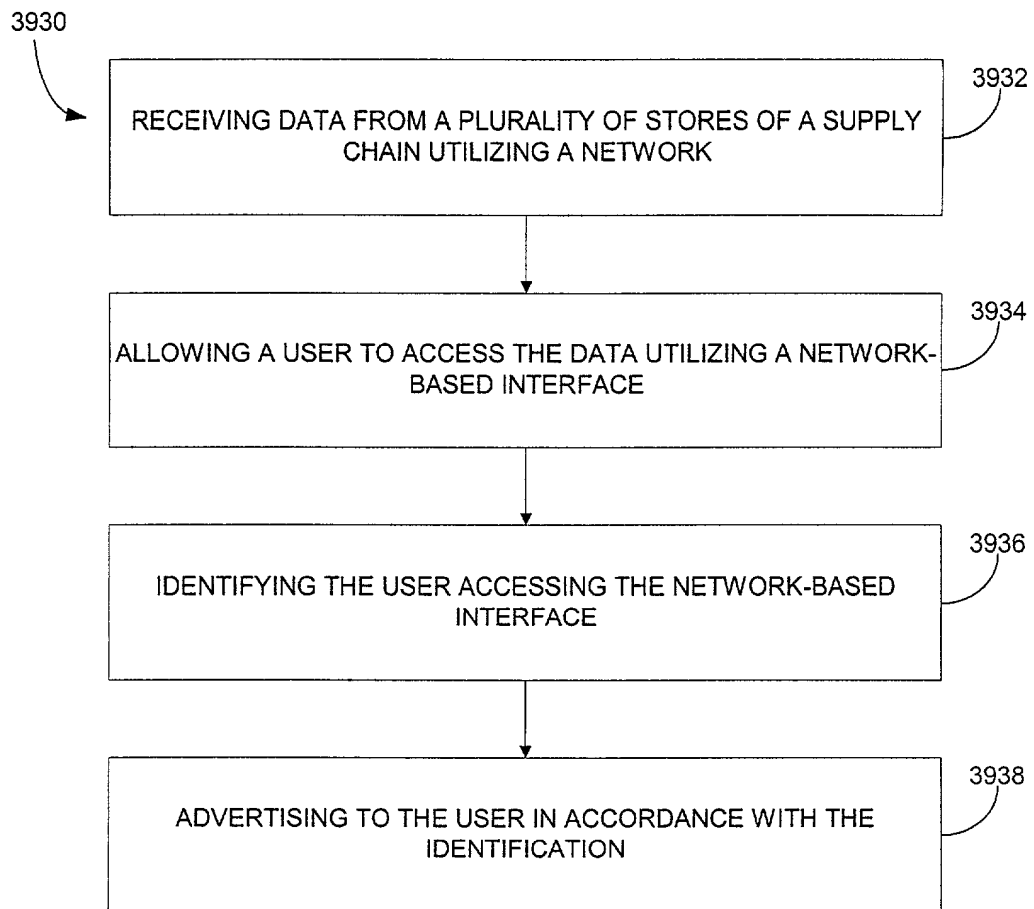 3930
3932
RECEIVING DATA FROM A PLURALITY OF STORES OF A SUPPLY
CHAIN UTILIZING A NETWORK
3934
ALLOWING A USER TO ACCESS THE DATA UTILIZING A NETWORK-
BASED INTERFACE
3936
IDENTIFYING THE USER ACCESSING THE NETWORK-BASED
INTERFACE
3938
ADVERTISING TO THE USER IN ACCORDANCE WITH THE
IDENTIFICATION